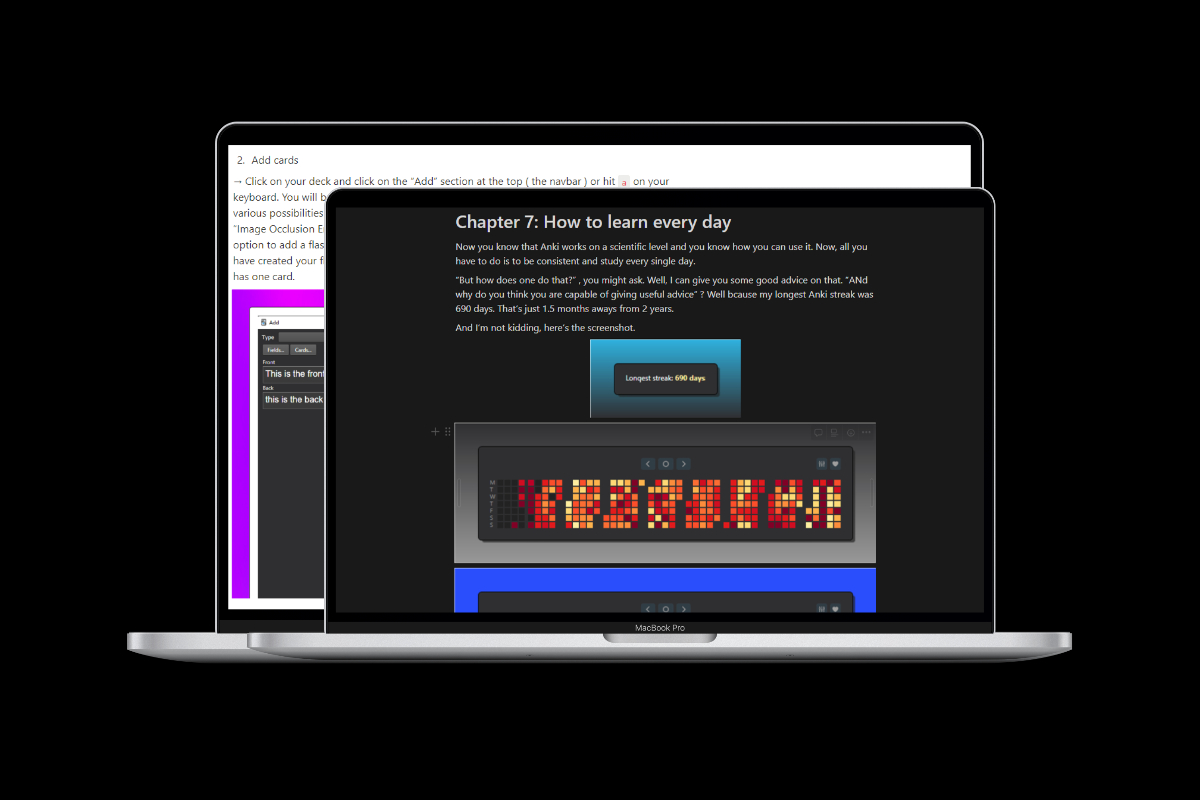 2. Add cards
→ Click on your deck and click on the “Add” section at the top ( the navbar ) or hit a on your
keyboard. You will b
various possibilities
“Image Occlusion E
option to add a flas
have created your f
has one card.
Add
Type
Fields... Cards...
Front
This is the front
Back
this is the back
Chapter 7: How to learn every day
Now you know that Anki works on a scientific level and you know how you can use it. Now, all you
have to do is to be consistent and study every single day.
“But how does one do that?” , you might ask. Well, I can give you some good advice on that. “ANd
why do you think you are capable of giving useful advice” ? Well bcause my longest Anki streak was
690 days. That’s just 1.5 months aways from 2 years.
And I'm not kidding, here’s the screenshot.
Longest streak: 690 days
M
T
W
T
F
S
S
MacBook Pro